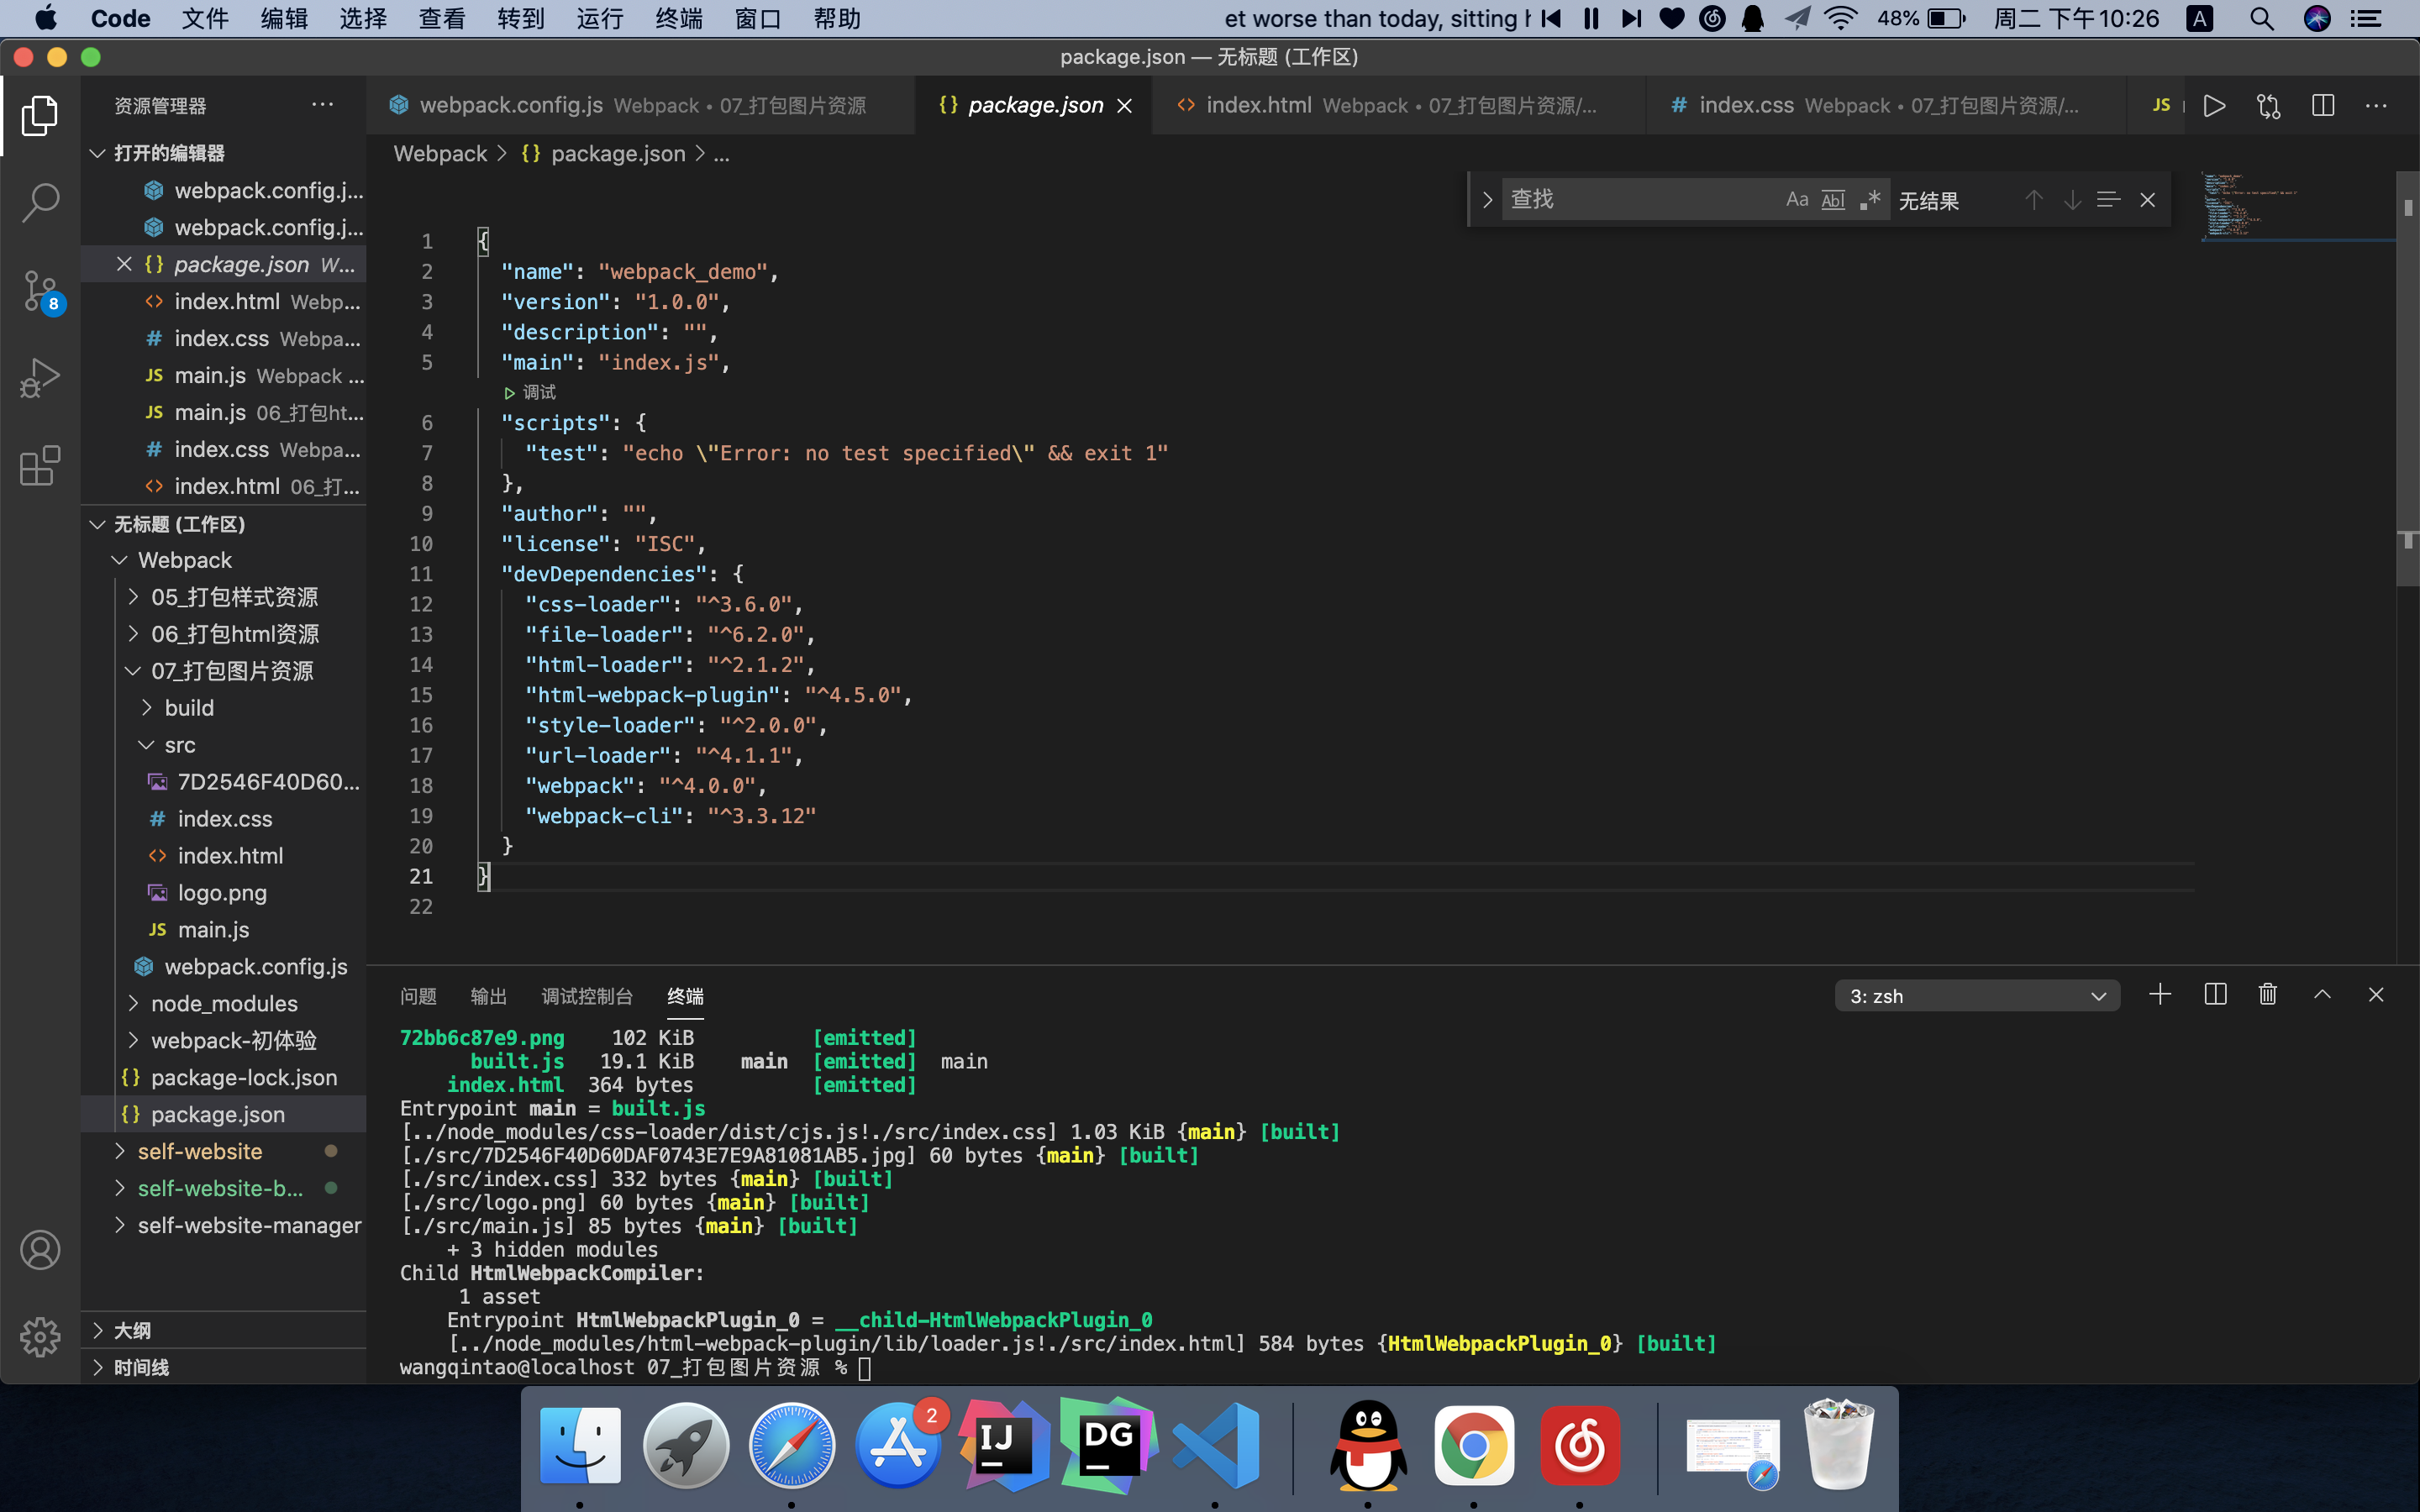 Code 文件 编辑 选择 查看 转到 运行 终端 窗口 帮助 et worse than today, sitting 48% 周二 下午10:26 A
package.json — 无标题 (工作区)
资源管理器
webpack.config.js Webpack • 07_打包图片资源
{} package.json
<> index.html Webpack • 07_打包图片资源/...
# index.css Webpack • 07_打包图片资源/...
JS
打开的编辑器
webpack.config.j...
webpack.config.j...
{} package.json W...
<> index.html Webp...
# index.css Webpa...
JS main.js Webpack ...
JS main.js 06_打包ht...
# index.css Webpa...
<> index.html 06_打...
8
无标题 (工作区)
Webpack
05_打包样式资源
06_打包html资源
07_打包图片资源
build
src
7D2546F40D60...
# index.css
<> index.html
logo.png
JS main.js
webpack.config.js
node_modules
webpack-初体验
{} package-lock.json
{} package.json
self-website
self-website-b...
self-website-manager
大纲
时间线
Webpack > {} package.json > ...
查找 Aa Abl .* 无结果
1 {
2 "name": "webpack_demo",
3 "version": "1.0.0",
4 "description": "",
5 "main": "index.js",
调试
6 "scripts": {
7 "test": "echo \"Error: no test specified\" && exit 1"
8 },
9 "author": "",
10 "license": "ISC",
11 "devDependencies": {
12 "css-loader": "^3.6.0",
13 "file-loader": "^6.2.0",
14 "html-loader": "^2.1.2",
15 "html-webpack-plugin": "^4.5.0",
16 "style-loader": "^2.0.0",
17 "url-loader": "^4.1.1",
18 "webpack": "^4.0.0",
19 "webpack-cli": "^3.3.12"
20 }
21 }
22
问题 输出 调试控制台 终端 3: zsh
72bb6c87e9.png 102 KiB [emitted]
built.js 19.1 KiB main [emitted] main
index.html 364 bytes [emitted]
Entrypoint main = built.js
[../node_modules/css-loader/dist/cjs.js!./src/index.css] 1.03 KiB {main} [built]
[./src/7D2546F40D60DAF0743E7E9A81081AB5.jpg] 60 bytes {main} [built]
[./src/index.css] 332 bytes {main} [built]
[./src/logo.png] 60 bytes {main} [built]
[./src/main.js] 85 bytes {main} [built]
+ 3 hidden modules
Child HtmlWebpackCompiler:
1 asset
Entrypoint HtmlWebpackPlugin_0 = __child-HtmlWebpackPlugin_0
[../node_modules/html-webpack-plugin/lib/loader.js!./src/index.html] 584 bytes {HtmlWebpackPlugin_0} [built]
wangqintao@localhost 07_打包图片资源 %
2
IJ
DG